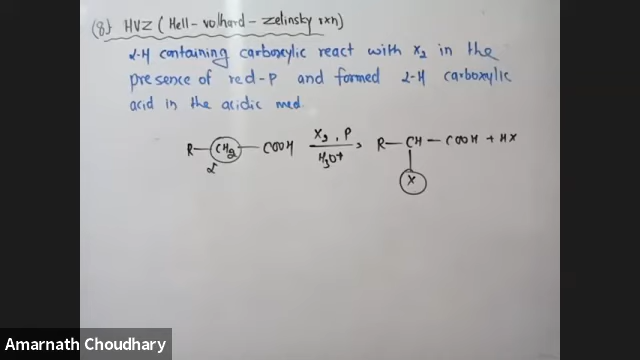 (8) HVZ (Hell-volhard-zelinsky rxn)
α-H containing carboxylic react with X₂ in the
presence of red-P and formed α-H carboxylic
acid in the acidic med
R-CH₂-COOH X₂, P H₃O⁺ R-CH-COOH + HX
α X
Amarnath Choudhary